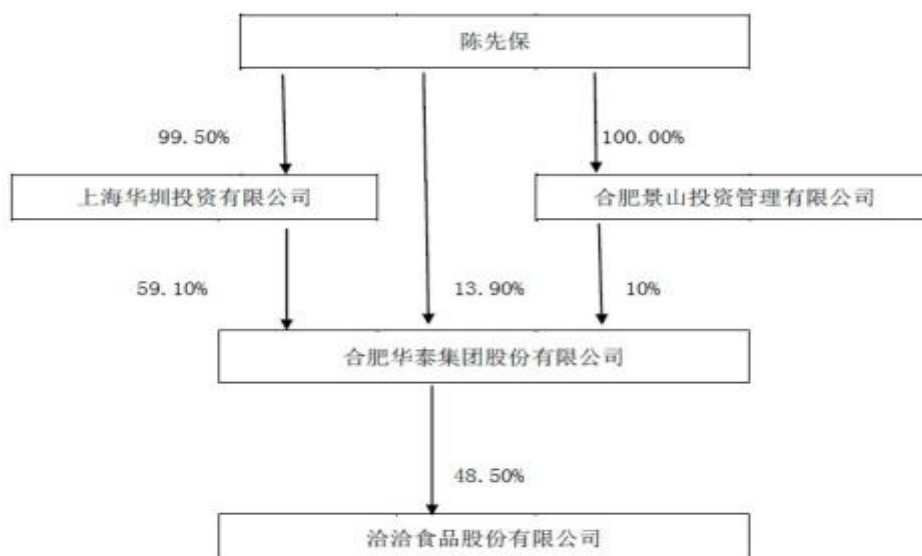 陈先保
99.50%
100.00%
上海华圳投资有限公司
合肥景山投资管理有限公司
59.10%
13.90%
10%
合肥华泰集团股份有限公司
48.50%
洽洽食品股份有限公司